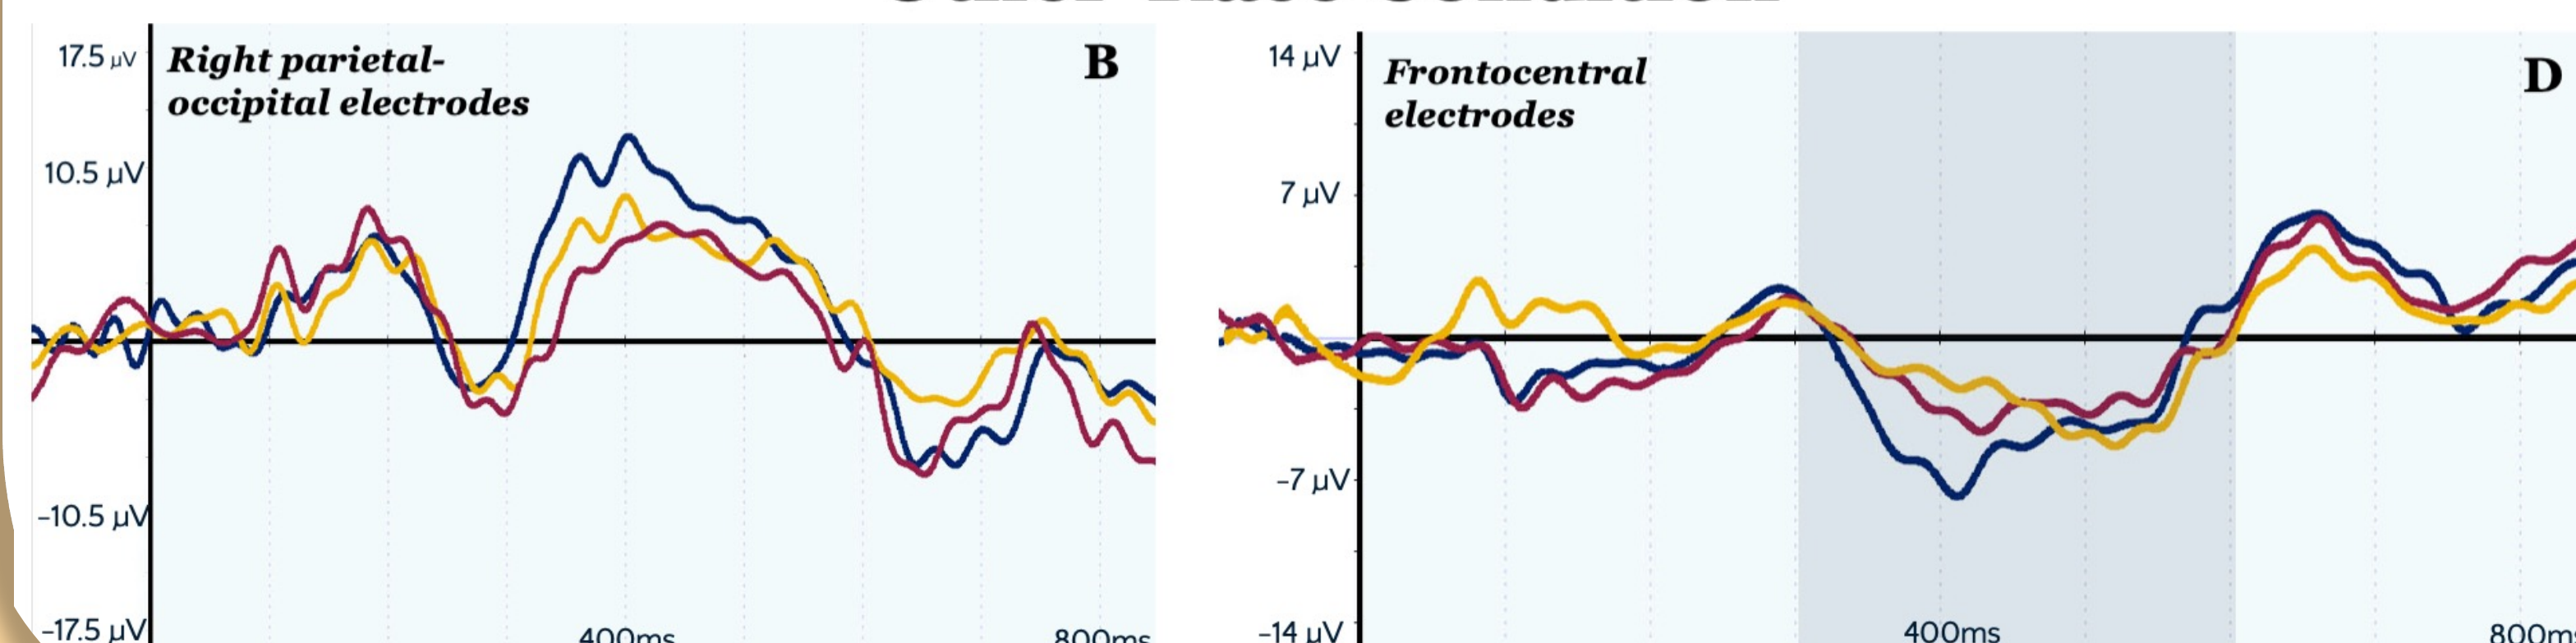 17.5 µV
Right parietal-
occipital electrodes
B
10.5 µV
-10.5 µV
-17.5 µV
400ms
800ms
14 µV
Frontocentral
electrodes
D
7 µV
-7 µV
-14 µV
400ms